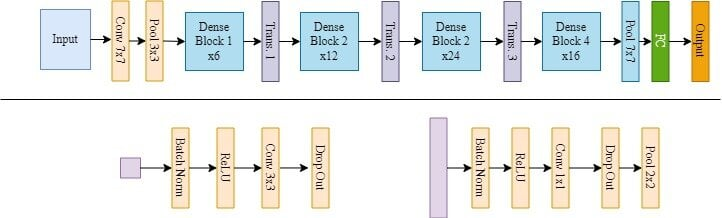 Input
Conv 7x7
Pool 3x3
Dense
Block 1
x6
Trans. 1
Dense
Block 2
x12
Trans. 2
Dense
Block 2
x24
Trans. 3
Dense
Block 4
x16
Pool 7x7
FC
Output
Batch Norm
ReLU
Conv 3x3
Drop Out
Batch Norm
ReLU
Conv 1x1
Drop Out
Pool 2x2